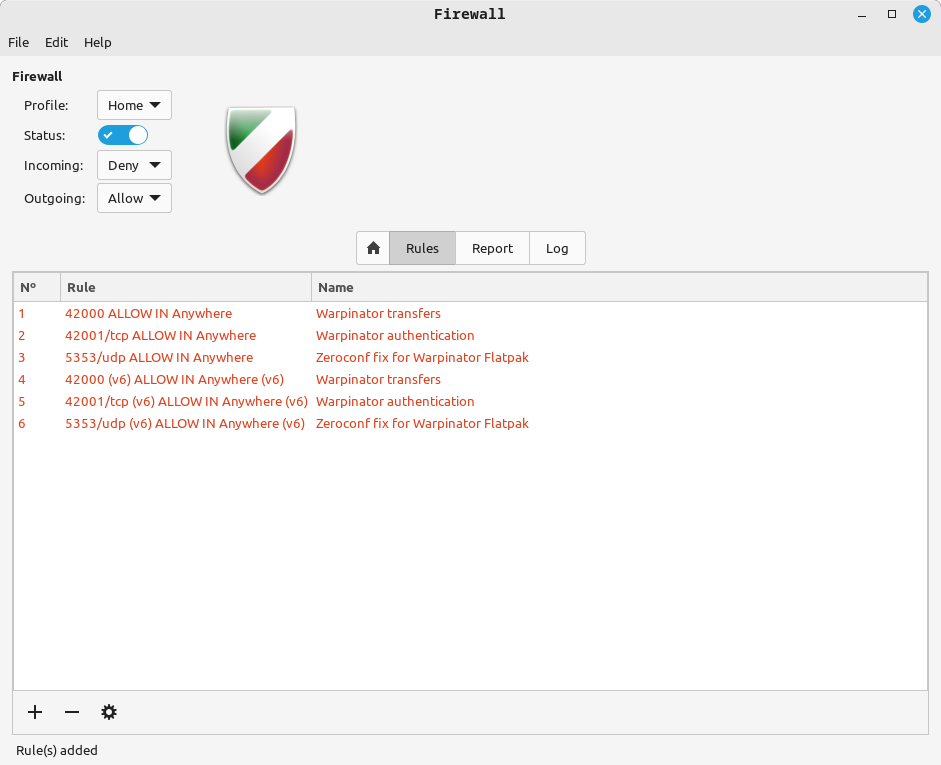 Firewall
File Edit Help
Firewall
Profile: Home
Status:
Incoming: Deny
Outgoing: Allow
Rules Report Log
Nº Rule Name
1 42000 ALLOW IN Anywhere Warpinator transfers
2 42001/tcp ALLOW IN Anywhere Warpinator authentication
3 5353/udp ALLOW IN Anywhere Zeroconf fix for Warpinator Flatpak
4 42000 (v6) ALLOW IN Anywhere (v6) Warpinator transfers
5 42001/tcp (v6) ALLOW IN Anywhere (v6) Warpinator authentication
6 5353/udp (v6) ALLOW IN Anywhere (v6) Zeroconf fix for Warpinator Flatpak
Rule(s) added